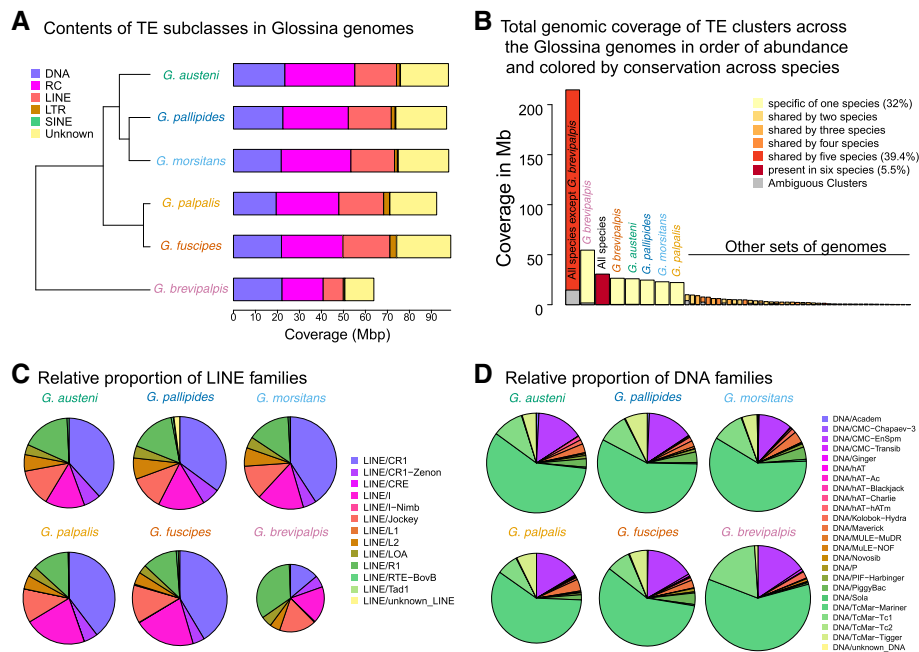 A
Contents of TE subclasses in Glossina genomes
DNA
RC
LINE
LTR
SINE
Unknown
G. austeni
G. pallipides
G. morsitans
G. palpalis
G. fuscipes
G. brevipalpis
0 10 20 30 40 50 60 70 80 90
Coverage (Mbp)
B
Total genomic coverage of TE clusters across
the Glossina genomes in order of abundance
and colored by conservation across species
Coverage in Mb
200
150
100
50
0
All species except G. brevipalpis
G brevipalpis
All species
G brevipalpis
G. austeni
G. pallipides
G. morsitans
G. palpalis
specific of one species (32%)
shared by two species
shared by three species
shared by four species
shared by five species (39.4%)
present in six species (5.5%)
Ambiguous Clusters
Other sets of genomes
C
Relative proportion of LINE families
G. austeni
G. pallipides
G. morsitans
G. palpalis
G. fuscipes
G. brevipalpis
LINE/CR1
LINE/CR1−Zenon
LINE/CRE
LINE/I
LINE/I−Nimb
LINE/Jockey
LINE/L1
LINE/L2
LINE/LOA
LINE/R1
LINE/RTE−BovB
LINE/Tad1
LINE/unknown_LINE
D
Relative proportion of DNA families
G. austeni
G. pallipides
G. morsitans
G. palpalis
G. fuscipes
G. brevipalpis
DNA/Academ
DNA/CMC−Chapaev−3
DNA/CMC−EnSpm
DNA/CMC−Transib
DNA/Ginger
DNA/hAT
DNA/hAT−Ac
DNA/hAT−Blackjack
DNA/hAT−Charlie
DNA/hAT−hATm
DNA/Kolobok−Hydra
DNA/Maverick
DNA/MULE−MuDR
DNA/MuLE−NOF
DNA/Novosib
DNA/P
DNA/PIF−Harbinger
DNA/PiggyBac
DNA/Sola
DNA/TcMar−Mariner
DNA/TcMar−Tc1
DNA/TcMar−Tc2
DNA/TcMar−Tigger
DNA/unknown_DNA